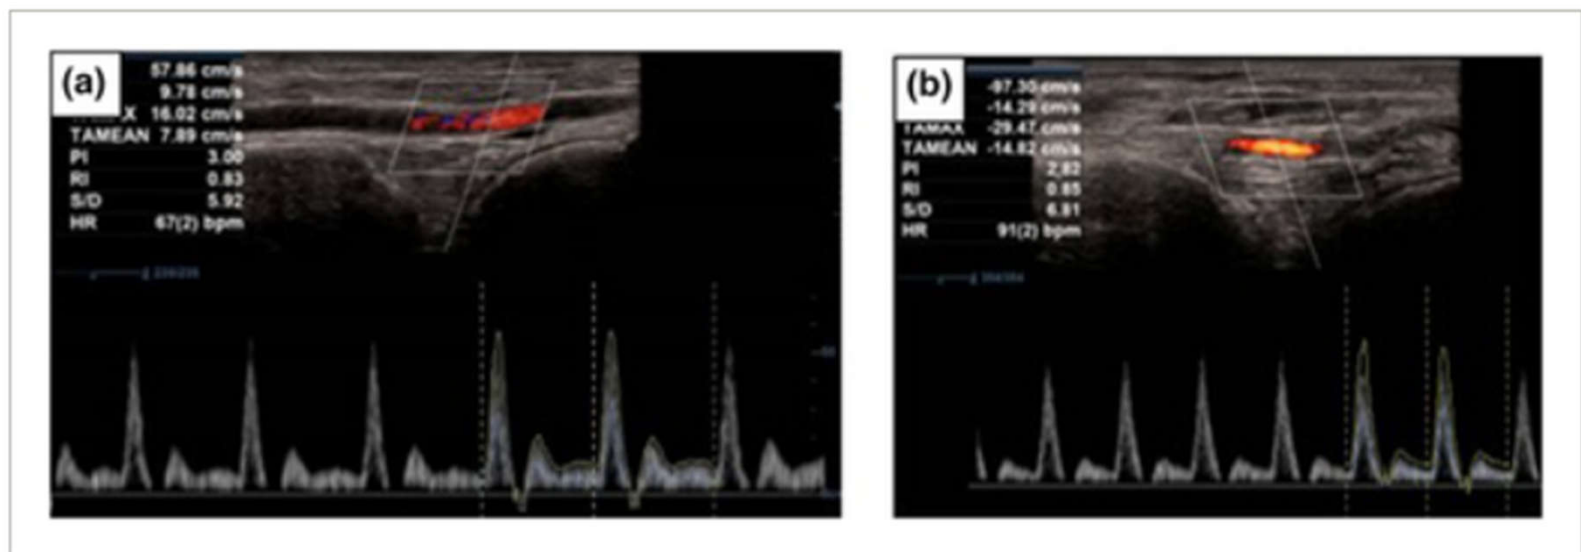 (a)
57.86 cm/s
9.78 cm/s
X 16.02 cm/s
TAMEAN 7.89 cm/s
PI 3.00
RI 0.83
S/D 5.92
HR 67(2) bpm
(b)
-97.30 cm/s
-14.29 cm/s
TAMAX -29.47 cm/s
TAMEAN -14.82 cm/s
PI 2.82
RI 0.85
S/D 6.81
HR 91(2) bpm